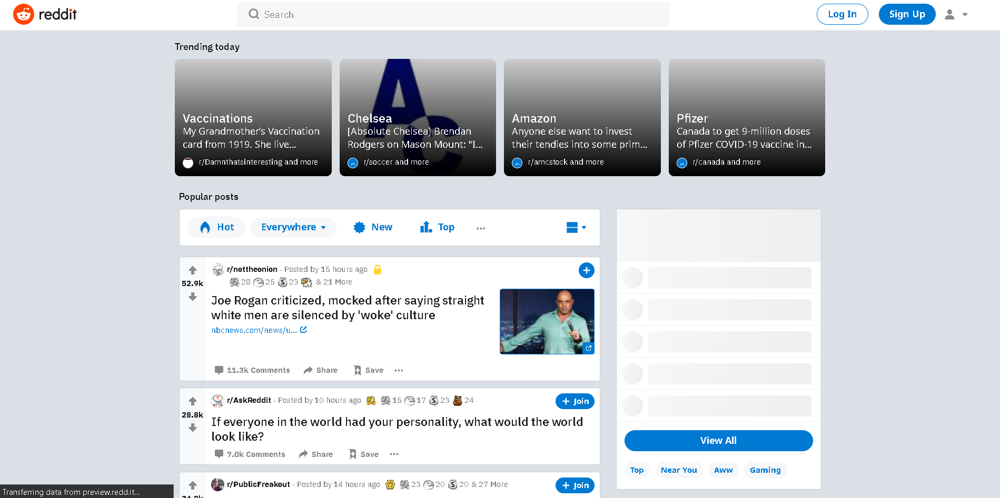 reddit
Search
Log In
Sign Up
Trending today
Vaccinations
My Grandmother's Vaccination
card from 1919. She live...
r/Damnthatsinteresting and more
Chelsea
[Absolute Chelsea] Brendan
Rodgers on Mason Mount: "I...
r/soccer and more
Amazon
Anyone else want to invest
their tendies into some prim...
r/amcstock and more
Pfizer
Canada to get 9-million doses
of Pfizer COVID-19 vaccine in...
r/canada and more
Popular posts
Hot
Everywhere
New
Top
...
52.9k
r/nottheonion · Posted by 15 hours ago
28 25 S 23 & 21 More
Joe Rogan criticized, mocked after saying straight
white men are silenced by 'woke' culture
nbcnews.com/news/u...
11.3k Comments
Share
Save
...
28.8k
r/AskReddit · Posted by 10 hours ago 15 17 S 23 24
+ Join
If everyone in the world had your personality, what would the world
look like?
7.0k Comments
Share
Save
...
r/PublicFreakout · Posted by 14 hours ago 23 20 S 20 & 27 More
+ Join
View All
Top
Near You
Aww
Gaming
Transferring data from preview.redd.it...